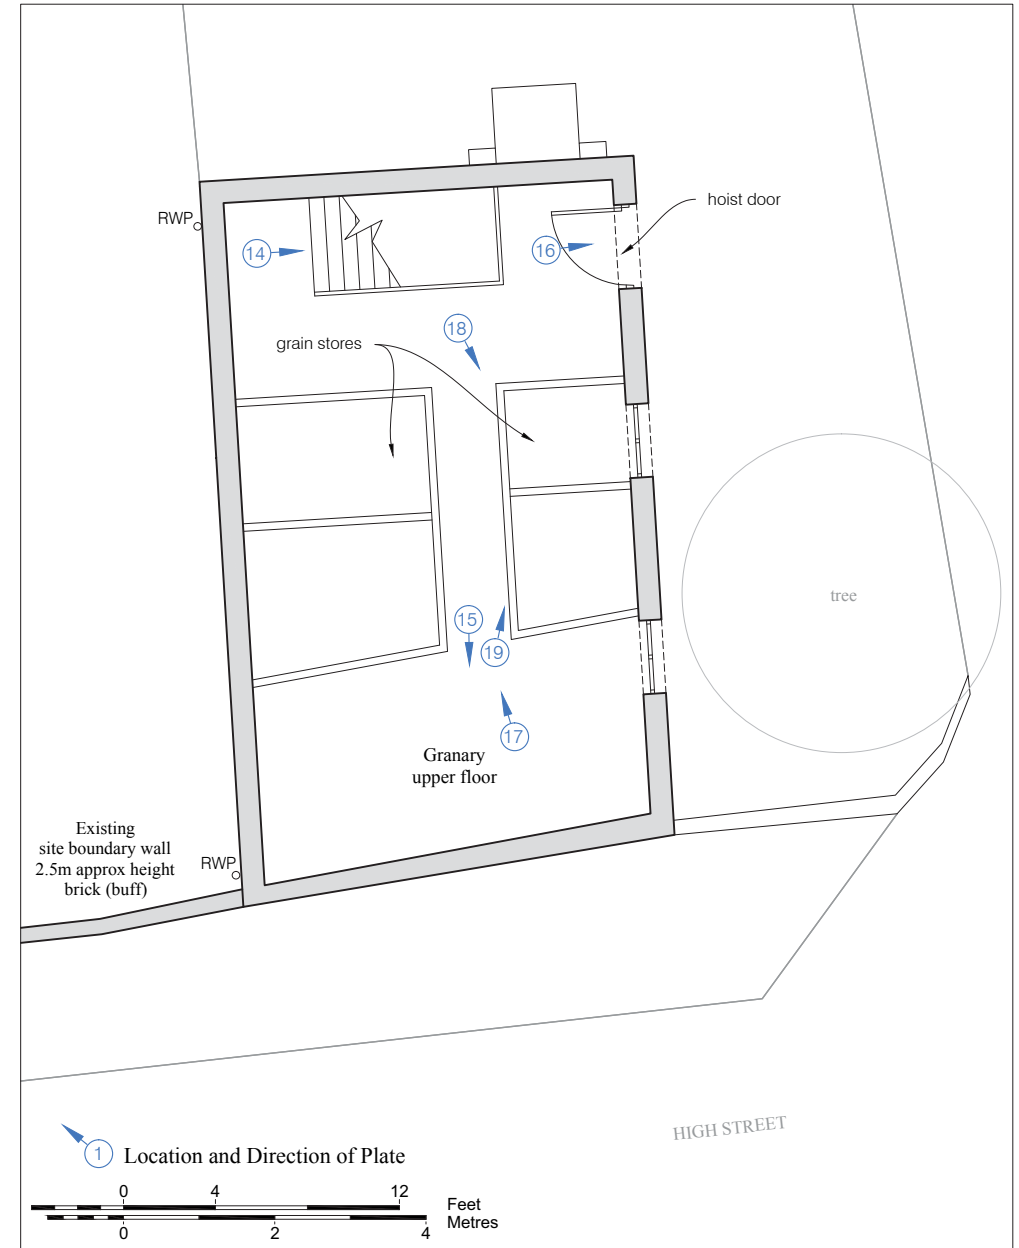 hoist door
RWP
14
16
18
grain stores
tree
15
19
17
Granary
upper floor
Existing
site boundary wall
2.5m approx height
brick (buff)
RWP
HIGH STREET
1 Location and Direction of Plate
0 4 12
Feet
Metres
0 2 4